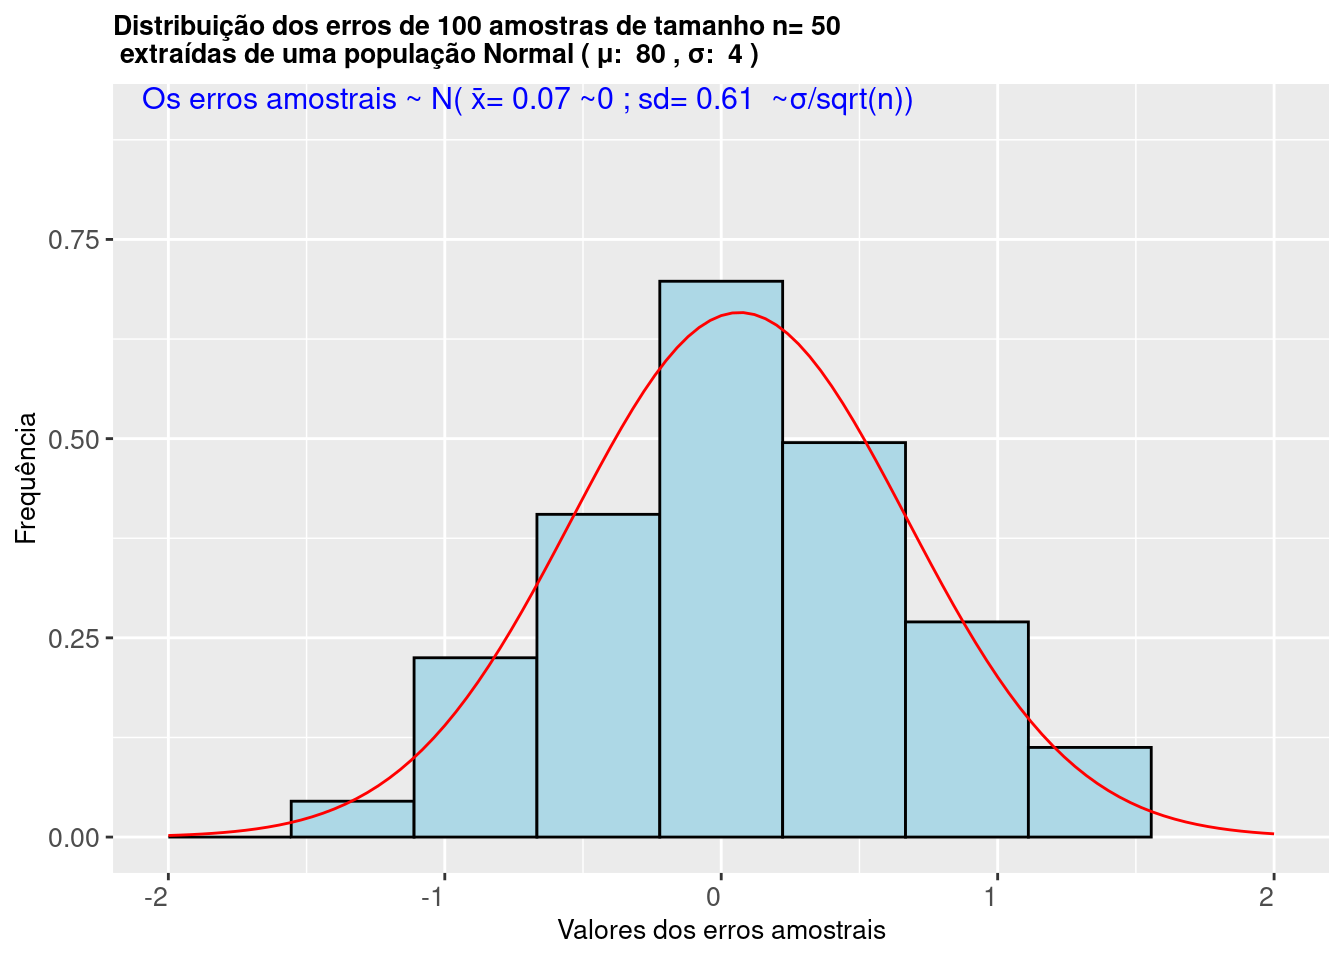 Distribuição dos erros de 100 amostras de tamanho n= 50
extraídas de uma população Normal ( μ:  80 , σ:  4 )
Os erros amostrais ~ N( x̄= 0.07 ~0 ; sd= 0.61  ~σ/sqrt(n))
0.75
0.50
0.25
0.00
Frequência
-2
-1
0
1
2
Valores dos erros amostrais